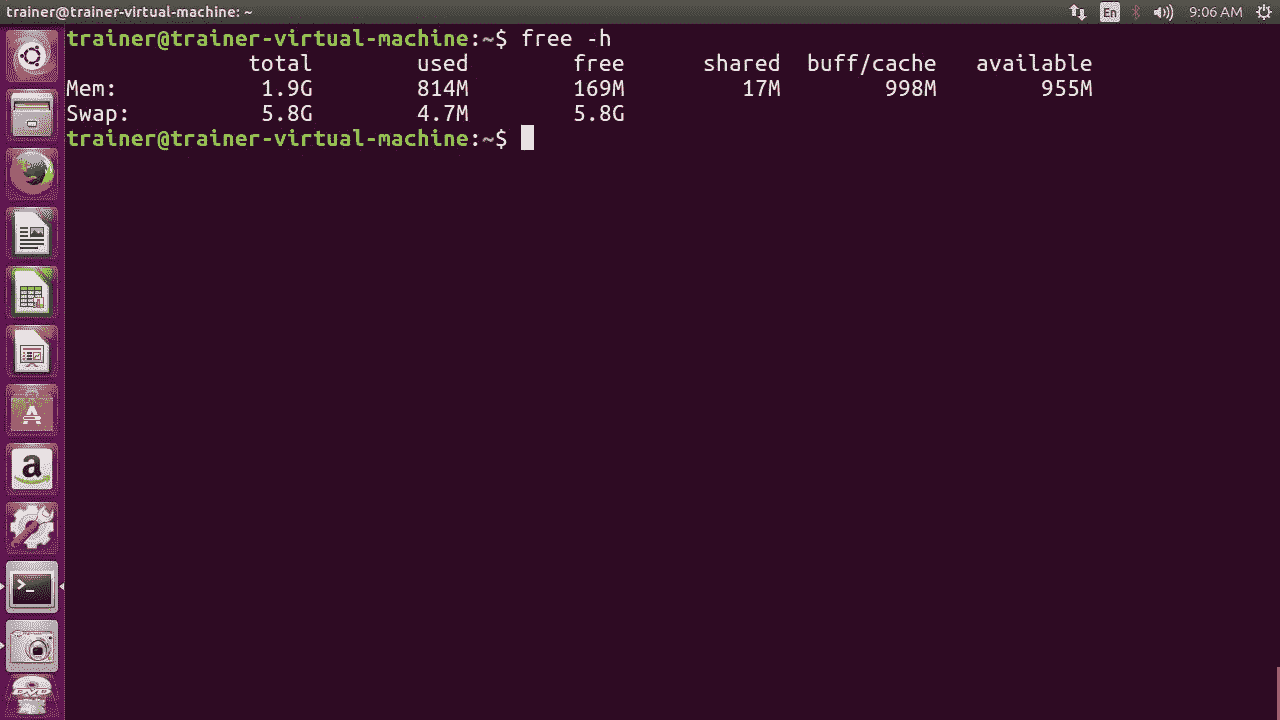 trainer@trainer-virtual-machine: ~ En 9:06 AM
trainer@trainer-virtual-machine:~$ free -h
total used free shared buff/cache available
Mem: 1.9G 814M 169M 17M 998M 955M
Swap: 5.8G 4.7M 5.8G
trainer@trainer-virtual-machine:~$